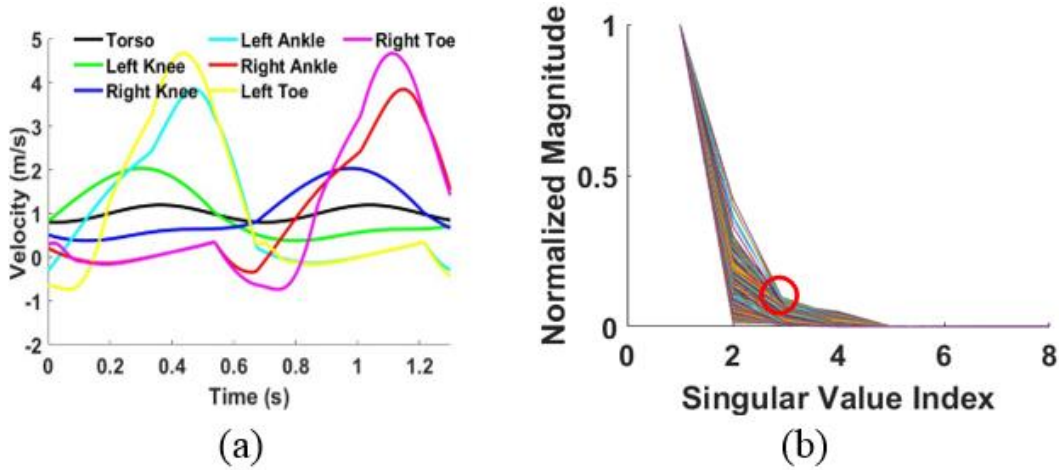 Torso Left Ankle Right Toe
Left Knee Right Ankle
Right Knee Left Toe
Velocity (m/s)
5
4
3
2
1
0
-1
-2
0 0.2 0.4 0.6 0.8 1 1.2
Time (s)
(a)
Normalized Magnitude
1
0.5
0
0 2 4 6 8
Singular Value Index
(b)